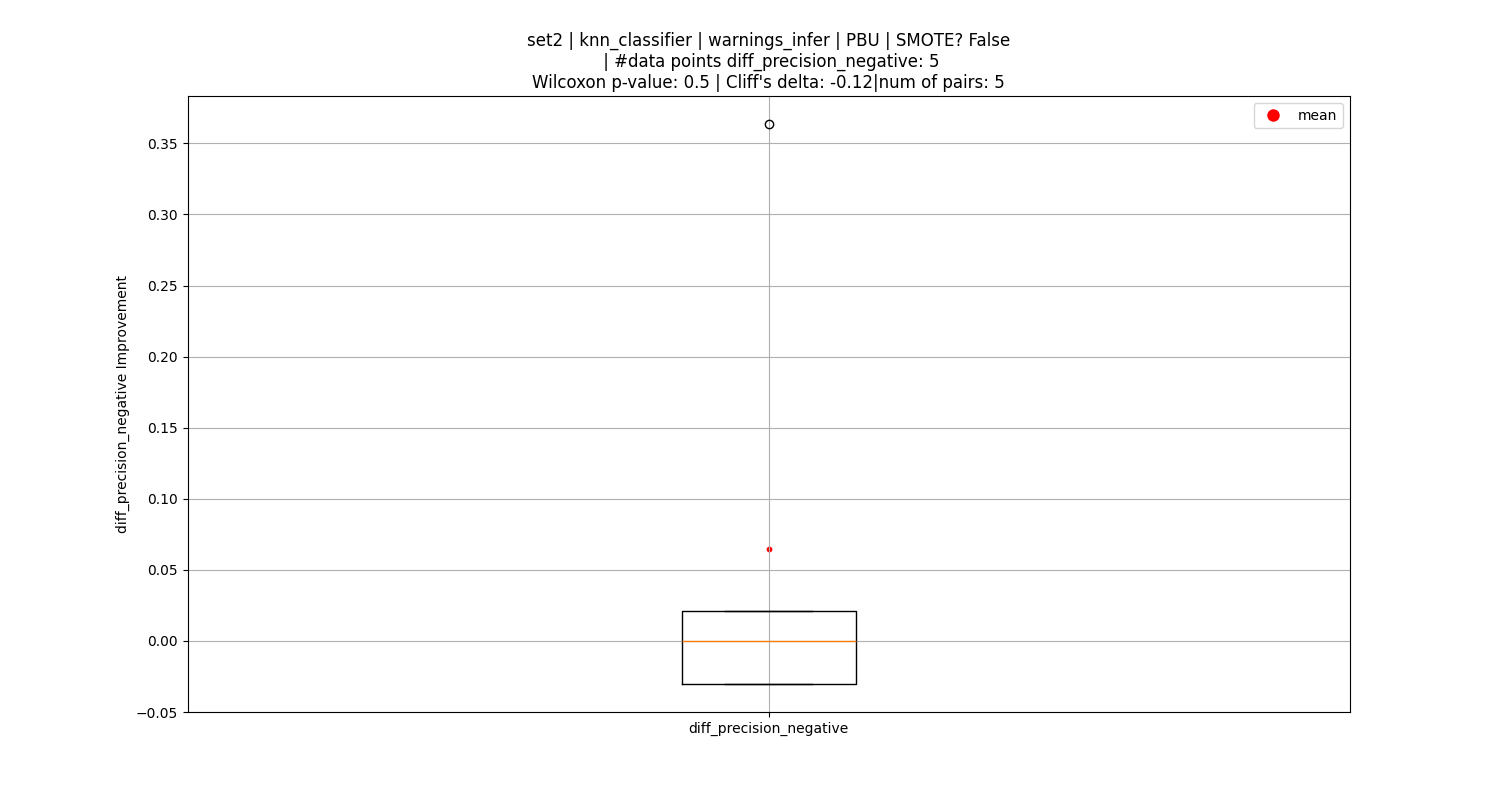 set2 | knn_classifier | warnings_infer | PBU | SMOTE? False
| #data points diff_precision_negative: 5
Wilcoxon p-value: 0.5 | Cliff's delta: -0.12|num of pairs: 5
mean
0.35
0.30
0.25
0.20
0.15
0.10
0.05
0.00
−0.05
diff_precision_negative Improvement
diff_precision_negative